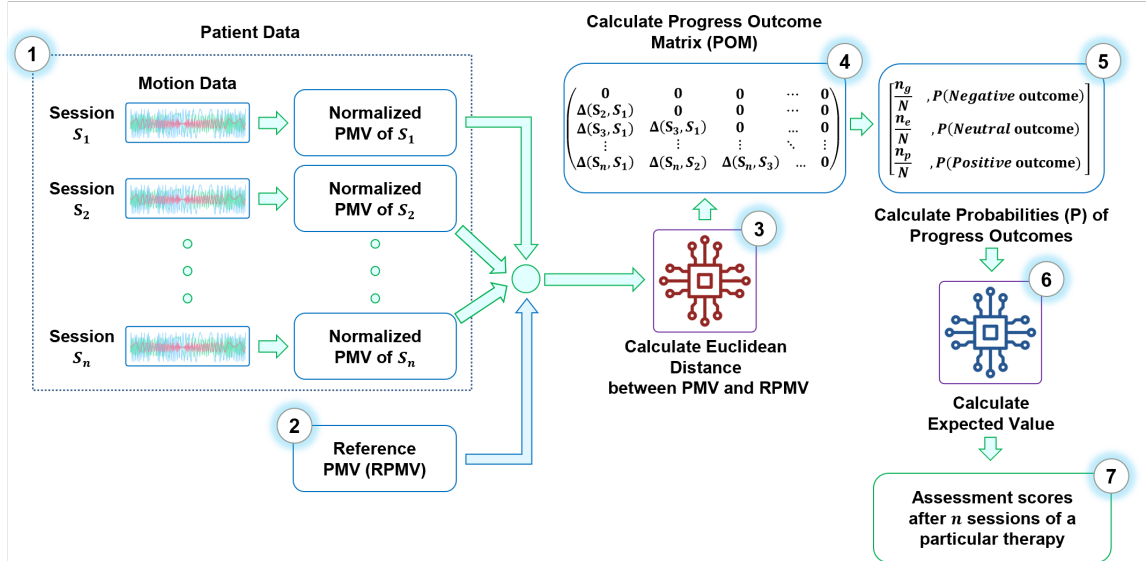 1
Patient Data
Motion Data
Session
S₁
Normalized
PMV of S₁
Session
S₂
Normalized
PMV of S₂
Session
Sₙ
Normalized
PMV of Sₙ
2
Reference
PMV (RPMV)
3
Calculate Euclidean
Distance
between PMV and RPMV
Calculate Progress Outcome
Matrix (POM)
4
0 0 0 ⋯ 0
Δ(S₂, S₁) 0 0 ⋯ 0
Δ(S₃, S₁) Δ(S₃, S₁) 0 … 0
⋮ ⋮ ⋮ ⋱ ⋮
Δ(Sₙ, S₁) Δ(Sₙ, S₂) Δ(Sₙ, S₃) … 0
5
n_g/N , P(Negative outcome)
n_e/N , P(Neutral outcome)
n_p/N , P(Positive outcome)
Calculate Probabilities (P) of
Progress Outcomes
6
Calculate
Expected Value
7
Assessment scores
after n sessions of a
particular therapy